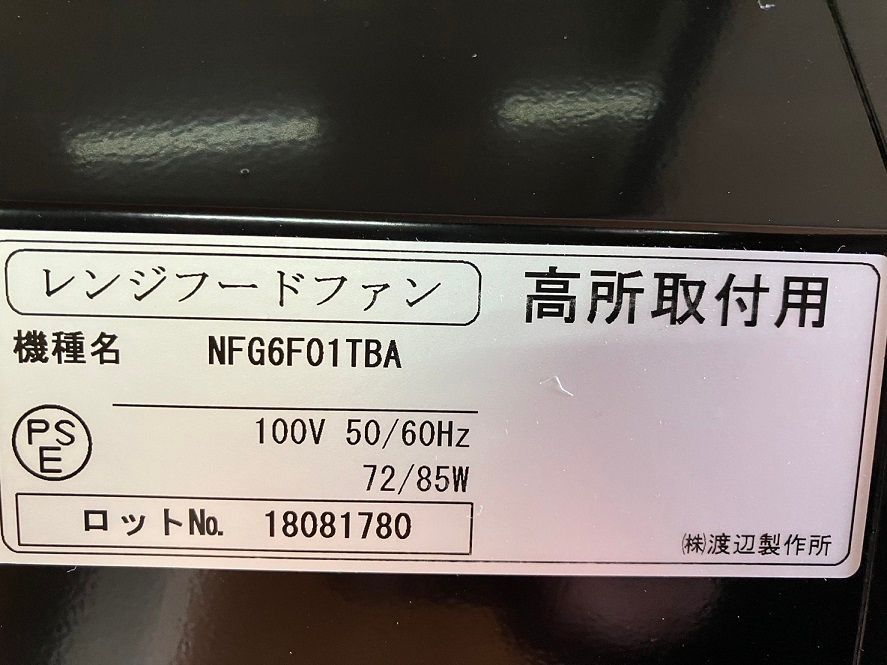 レンジフードファン
高所取付用
機種名 NFG6F01TBA
PSE
100V 50/60Hz
72/85W
ロット№. 18081780
㈱渡辺製作所